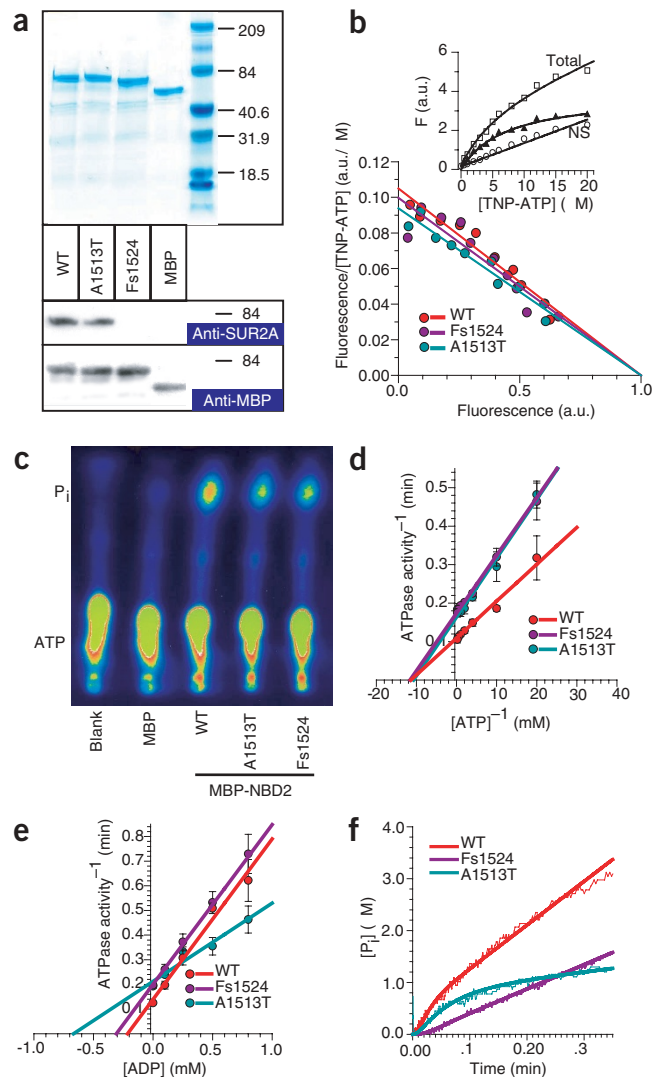 a
209
84
40.6
31.9
18.5
WT
A1513T
Fs1524
MBP
84
Anti-SUR2A
84
Anti-MBP
b
F (a.u.)
6
4
2
0
Total
NS
0 5 10 15 20
[TNP-ATP] ( M)
Fluorescence/[TNP-ATP] (a.u./ M)
0.12
0.10
0.08
0.06
0.04
0.02
0.00
WT
Fs1524
A1513T
0.0 0.5 1.0
Fluorescence (a.u.)
c
Pi
ATP
Blank
MBP
WT
A1513T
Fs1524
MBP-NBD2
d
ATPase activity–1 (min)
0.5
0.4
0.3
0.2
0.1
0
WT
Fs1524
A1513T
-20 -10 0 10 20 30 40
[ATP]–1 (mM)
e
ATPase activity–1 (min)
0.8
0.7
0.6
0.5
0.4
0.3
0.2
0.1
0
WT
Fs1524
A1513T
-1.0 -0.5 0.0 0.5 1.0
[ADP] (mM)
f
WT
Fs1524
A1513T
[Pi] ( M)
4.0
3.0
2.0
1.0
0.0
0 .1 .2 .3
Time (min)